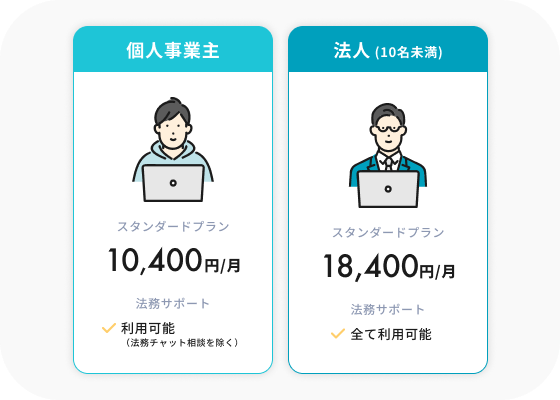 個人事業主
スタンダードプラン
10,400円/月
法務サポート
利用可能
（法務チャット相談を除く）
法人 (10名未満)
スタンダードプラン
18,400円/月
法務サポート
全て利用可能